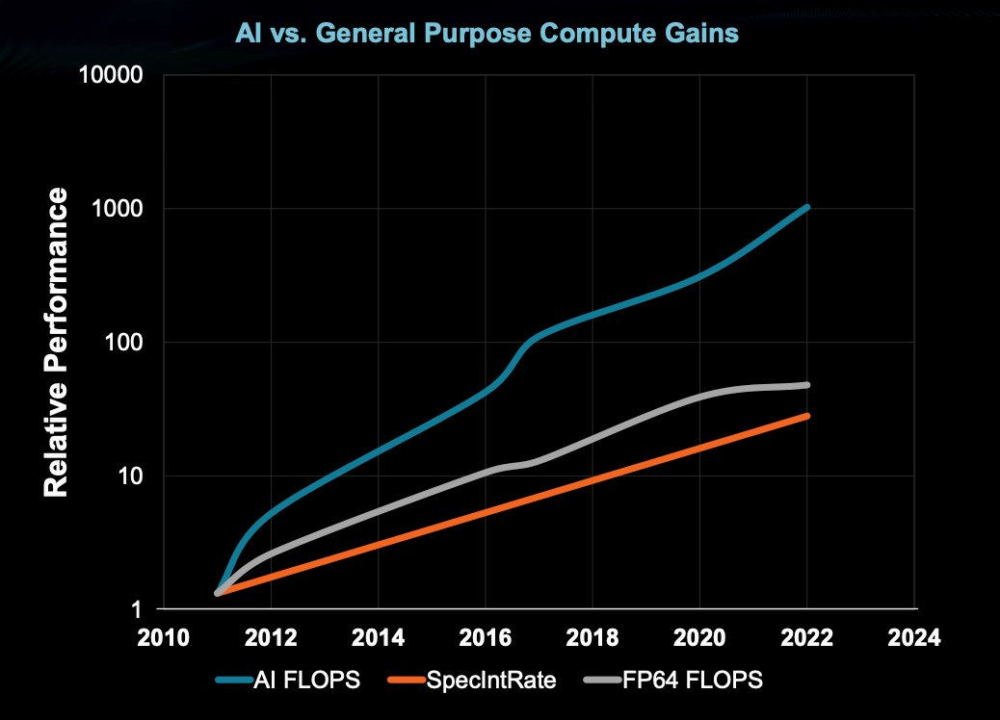 AI vs. General Purpose Compute Gains
10000
1000
100
10
1
Relative Performance
2010 2012 2014 2016 2018 2020 2022 2024
AI FLOPS SpecIntRate FP64 FLOPS